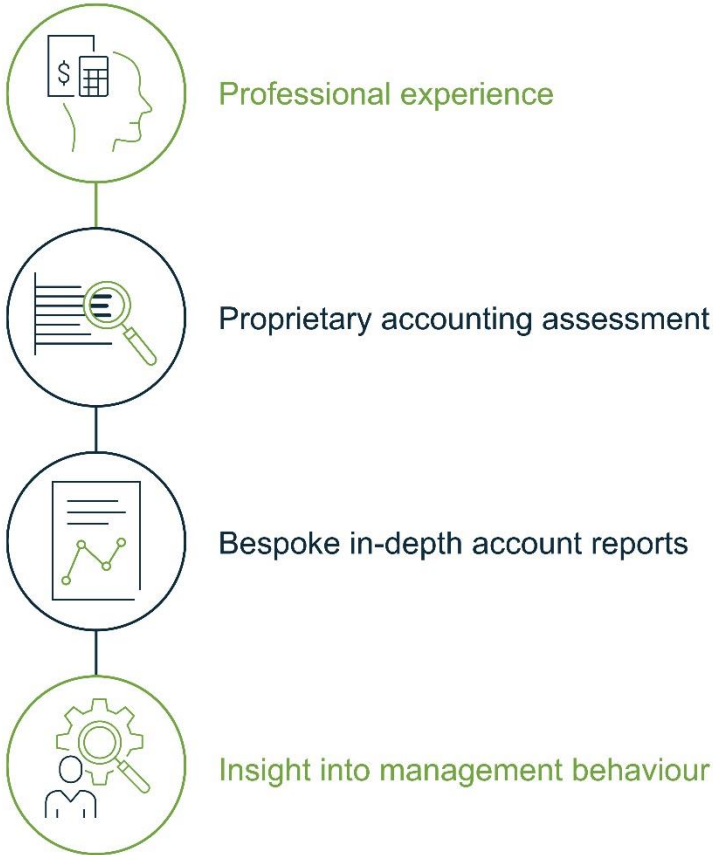 $
Professional experience
Proprietary accounting assessment
Bespoke in-depth account reports
Insight into management behaviour